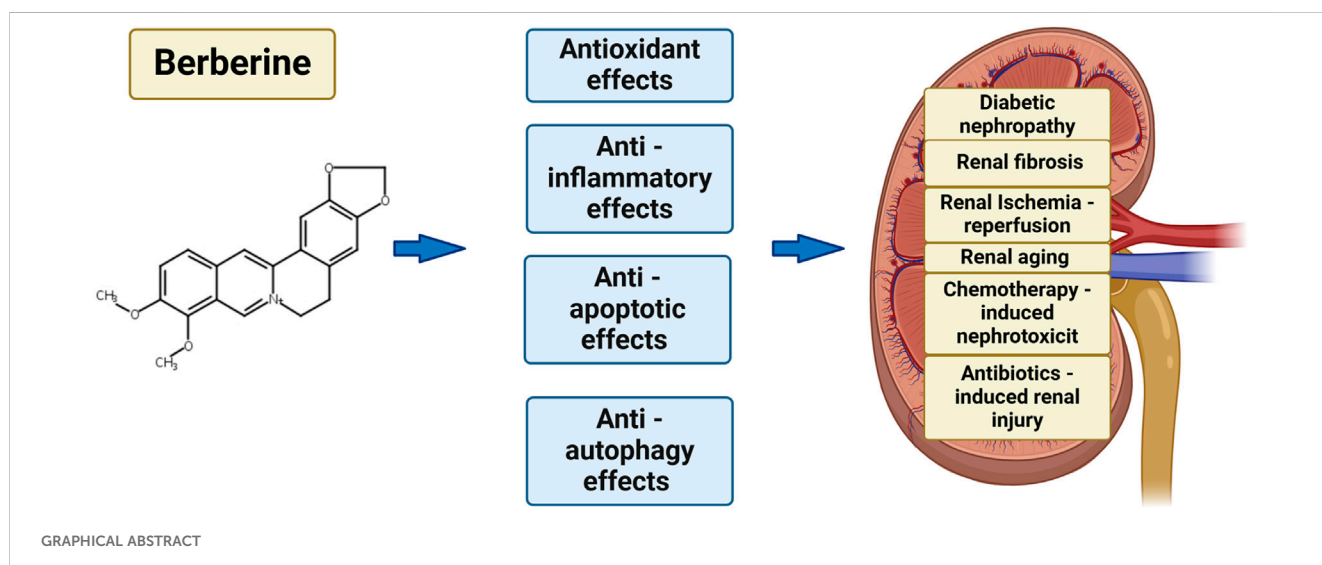 Berberine
O
O
N+
CH3
O
O
CH3
Antioxidant
effects
Anti -
inflammatory
effects
Anti -
apoptotic
effects
Anti -
autophagy
effects
Diabetic
nephropathy
Renal fibrosis
Renal Ischemia -
reperfusion
Renal aging
Chemotherapy -
induced
nephrotoxicit
Antibiotics -
induced renal
injury
GRAPHICAL ABSTRACT